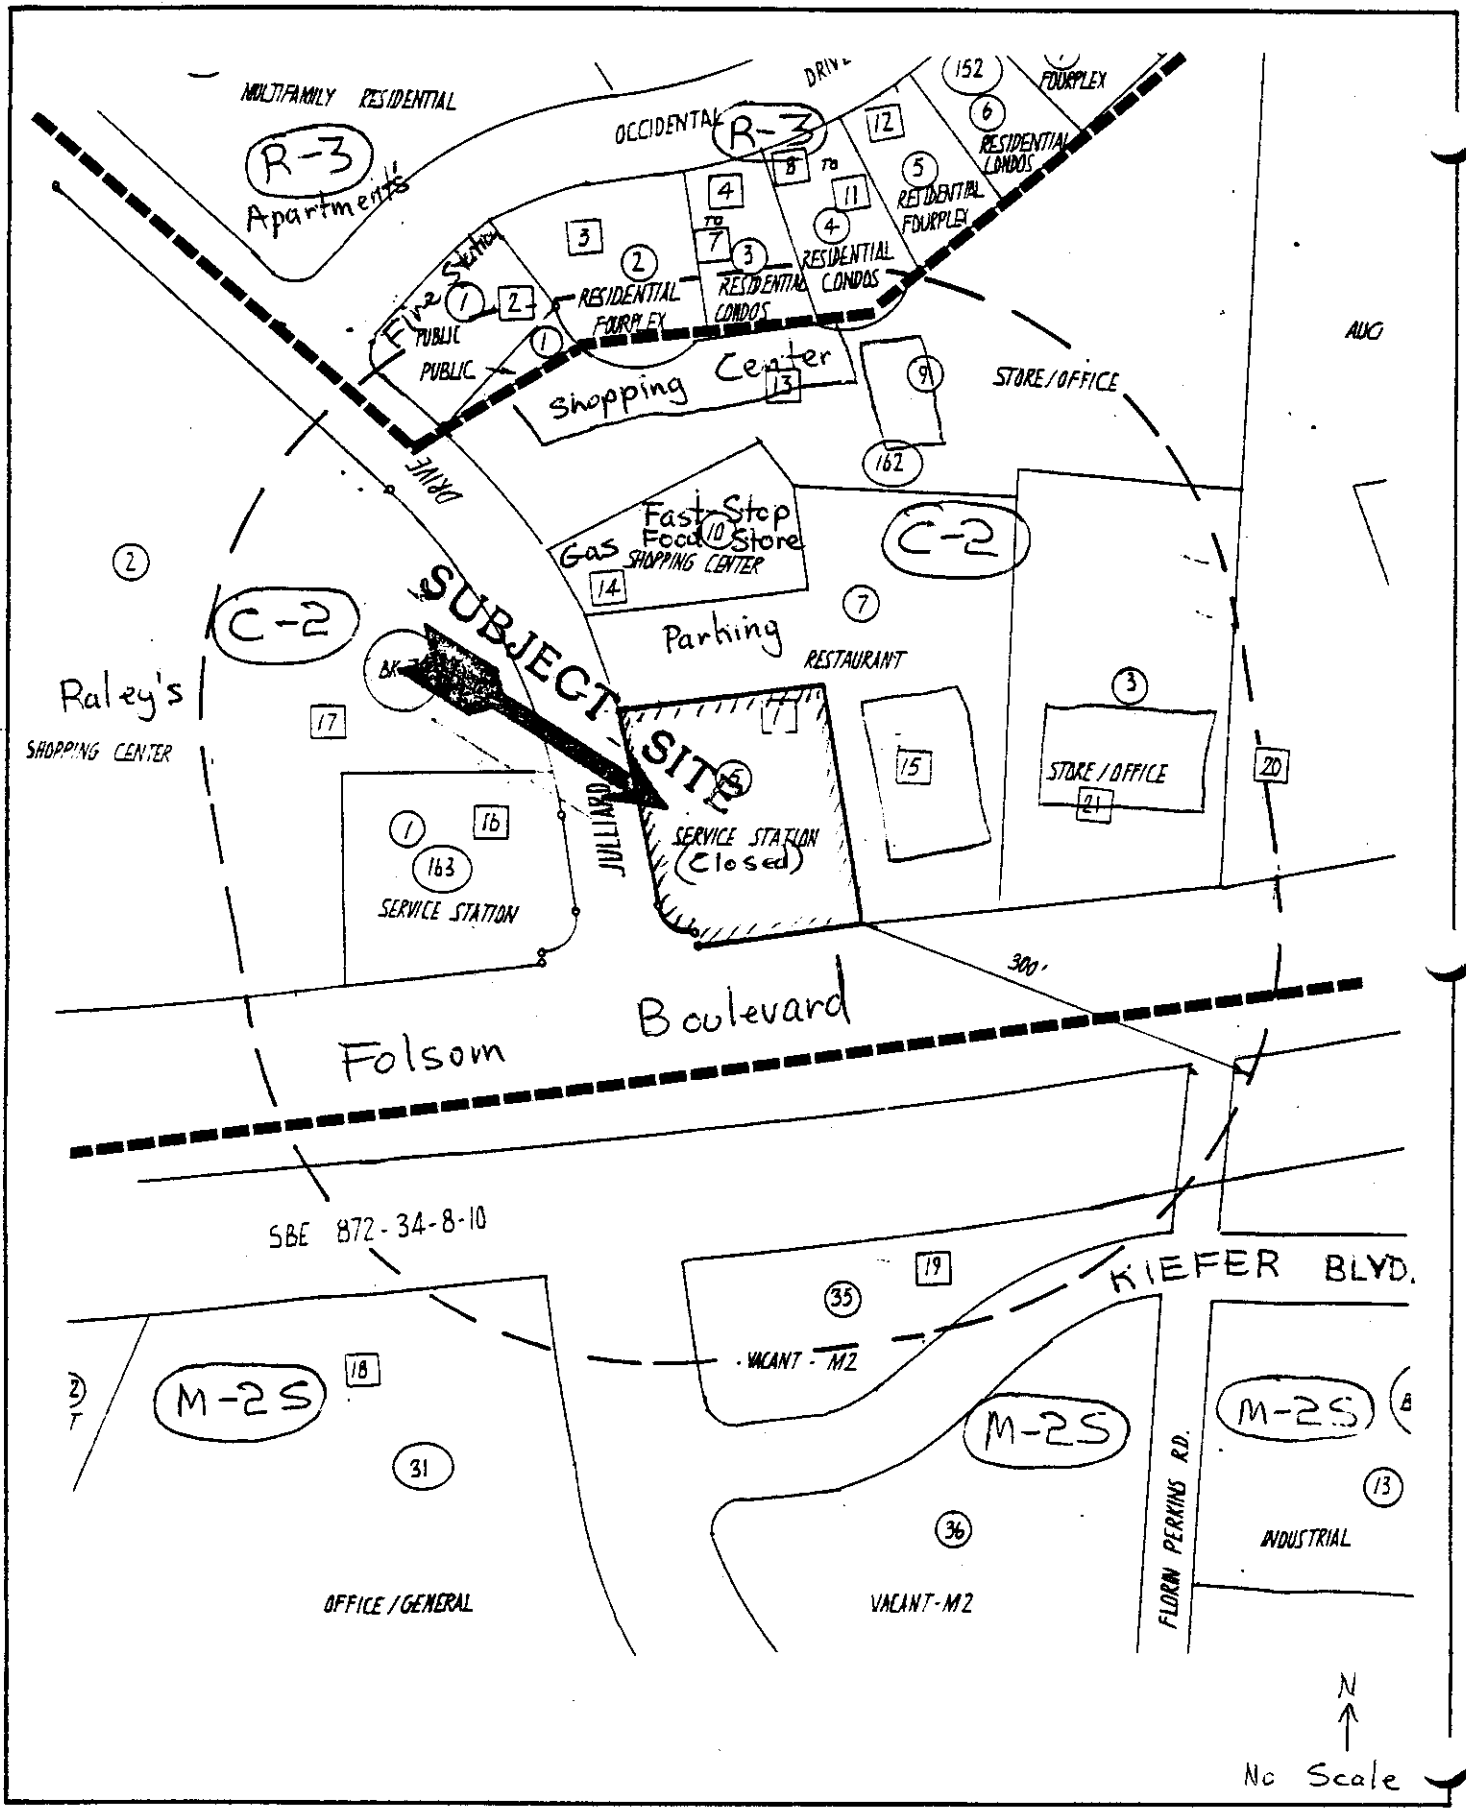 DRIVE
152
FOURPLEX
MULTIFAMILY RESIDENTIAL
R-3
Apartments
OCCIDENTAL
R-3
12
6
RESIDENTIAL
CONDOS
8 TO
11
5
RESIDENTIAL
FOURPLEX
4
TO
7
3
RESIDENTIAL
CONDOS
4
RESIDENTIAL
CONDOS
3
2
RESIDENTIAL
FOURPLEX
Fire Station
1
2
PUBLIC
1
PUBLIC
Shopping Center
13
9
STORE/OFFICE
162
DRIVE
Fast-Stop
Food Store
10
Gas
SHOPPING CENTER
14
C-2
2
C-2
7
Parking
RESTAURANT
SUBJECT SITE
BK
Raley's
SHOPPING CENTER
17
3
STORE/OFFICE
21
20
15
JULLIARD
SERVICE STATION
(Closed)
1
16
163
SERVICE STATION
300'
Folsom Boulevard
SBE 872-34-8-10
19
35
VACANT - M2
KIEFER BLVD.
18
M-2S
31
OFFICE/GENERAL
M-2S
36
VACANT-M2
FLORIN PERKINS RD.
M-2S
13
INDUSTRIAL
N
No Scale